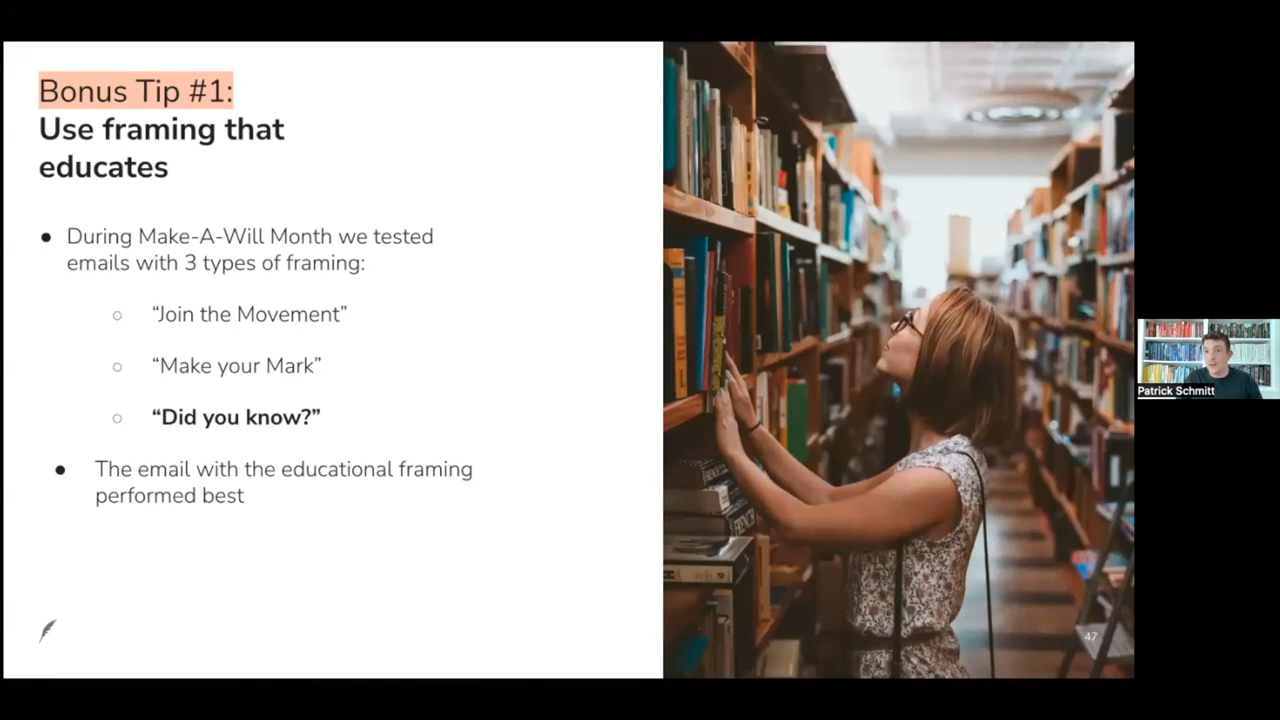 Bonus Tip #1:
Use framing that
educates
● During Make-A-Will Month we tested
emails with 3 types of framing:
○ “Join the Movement”
○ “Make your Mark”
○ “Did you know?”
● The email with the educational framing
performed best
FRENCH
47
Patrick Schmitt